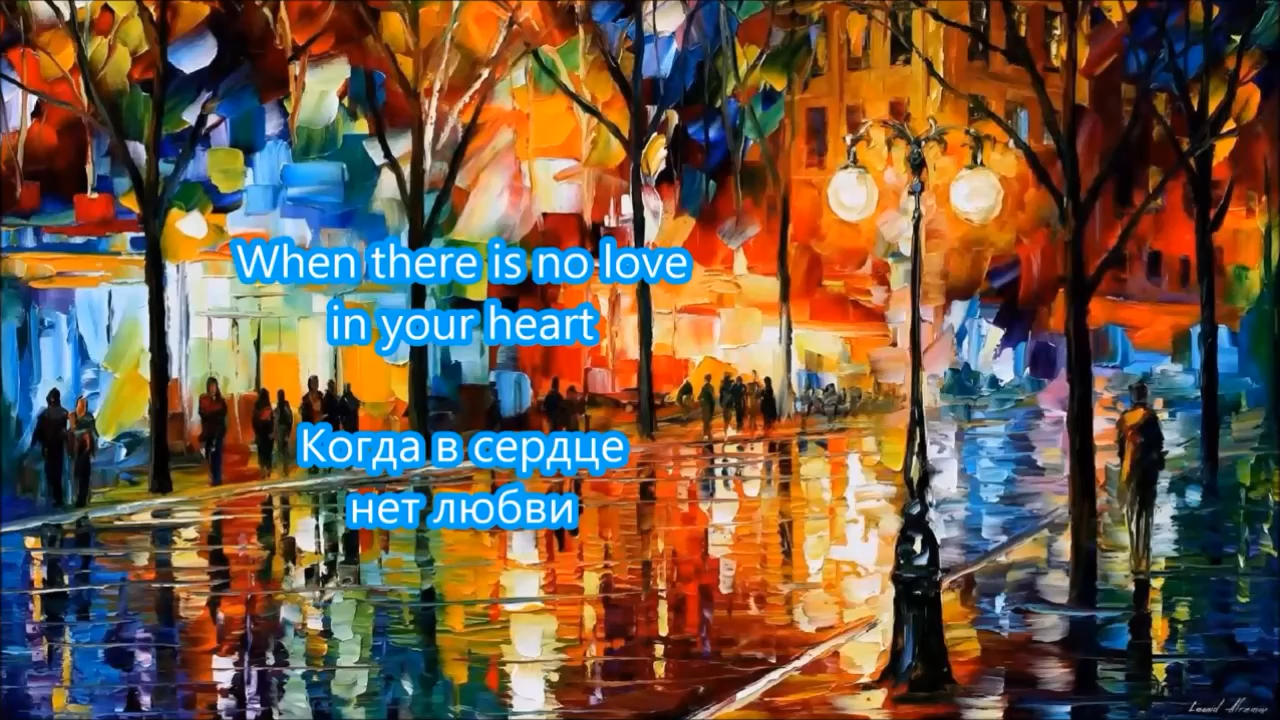 When there is no love
in your heart
Когда в сердце
нет любви